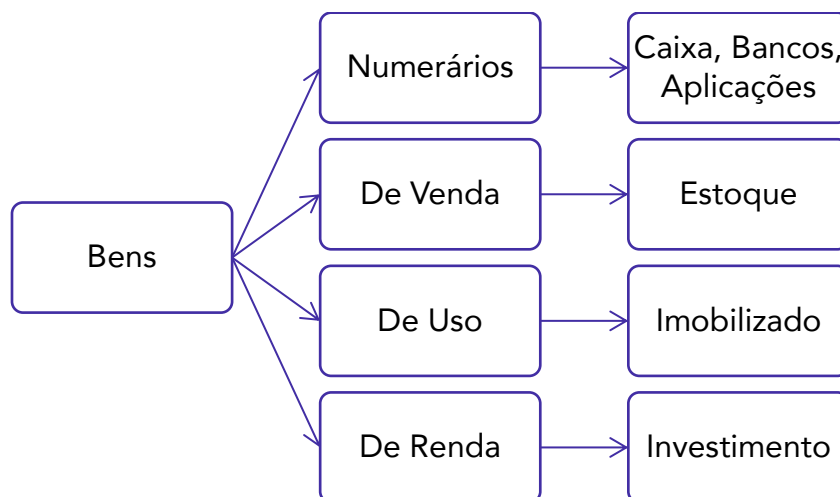 Numerários
Caixa, Bancos,
Aplicações
De Venda
Estoque
Bens
De Uso
Imobilizado
De Renda
Investimento